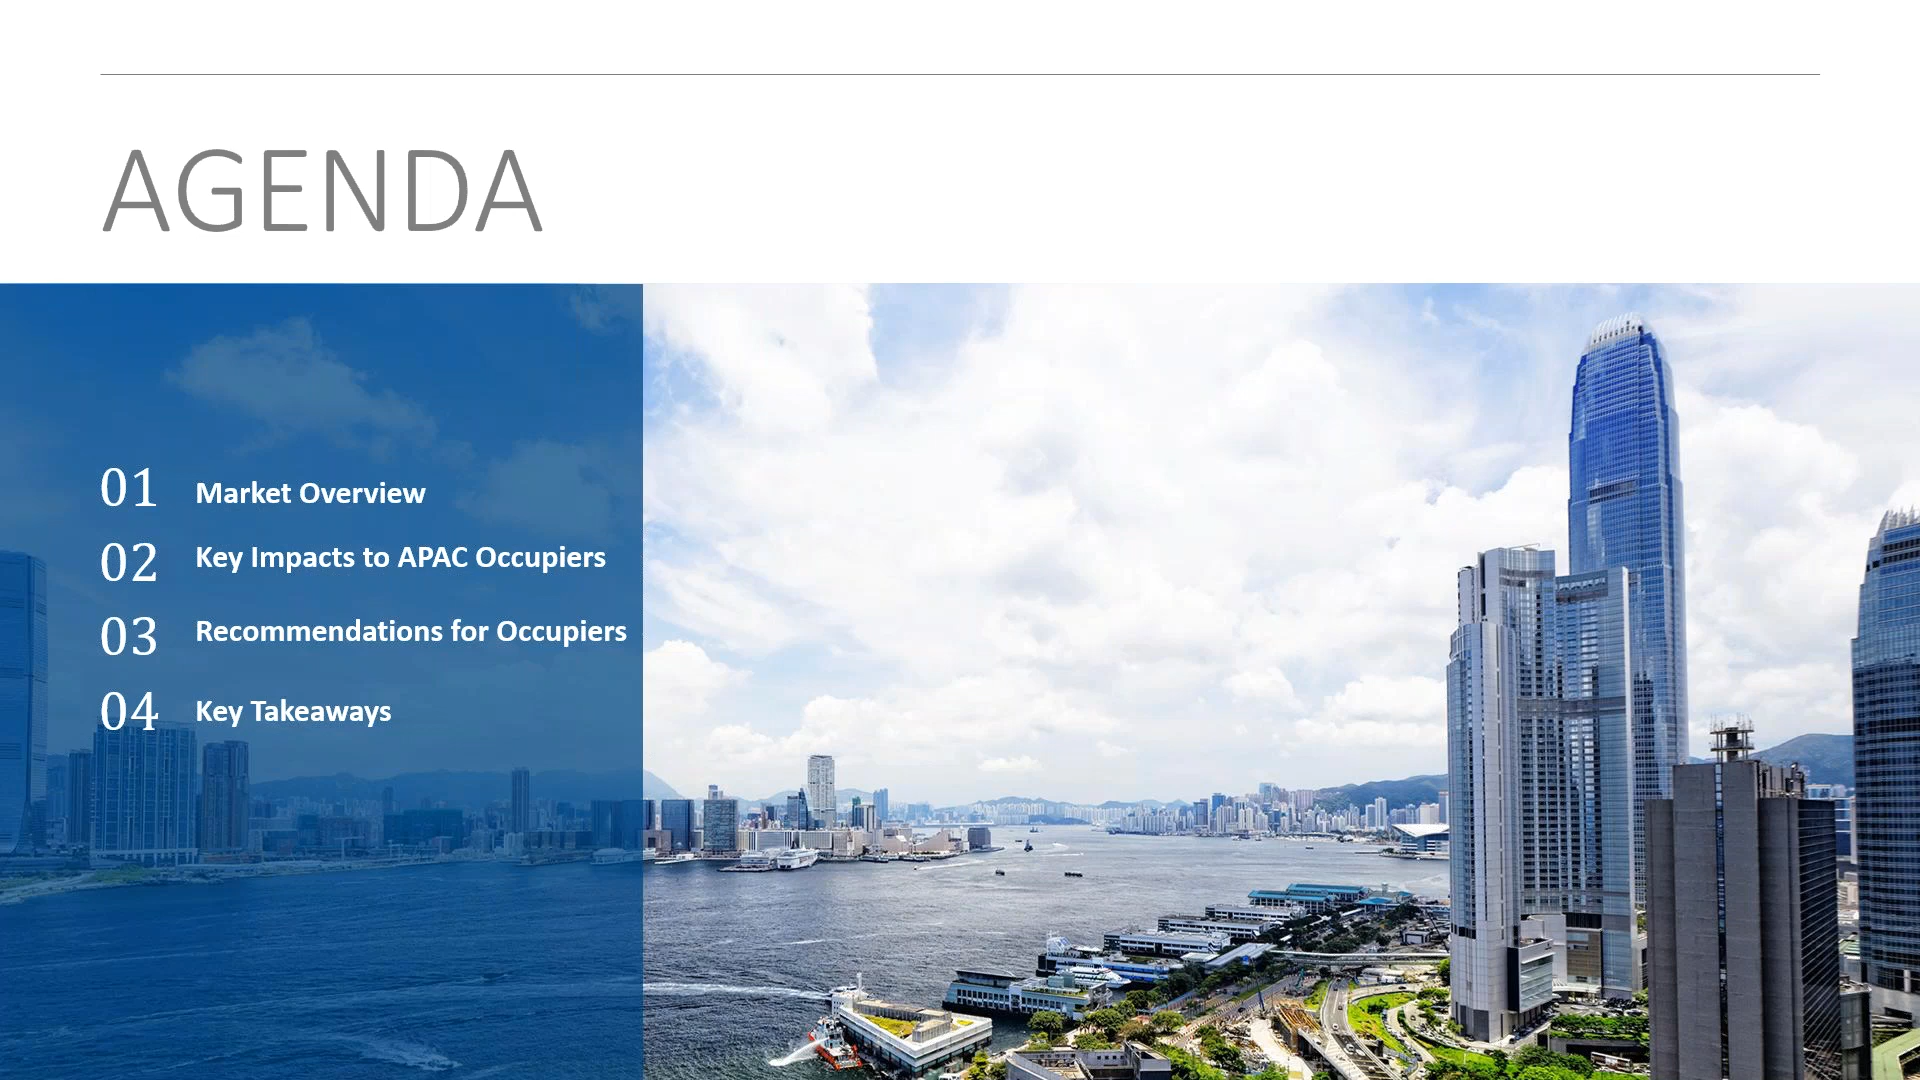 AGENDA
01 Market Overview
02 Key Impacts to APAC Occupiers
03 Recommendations for Occupiers
04 Key Takeaways